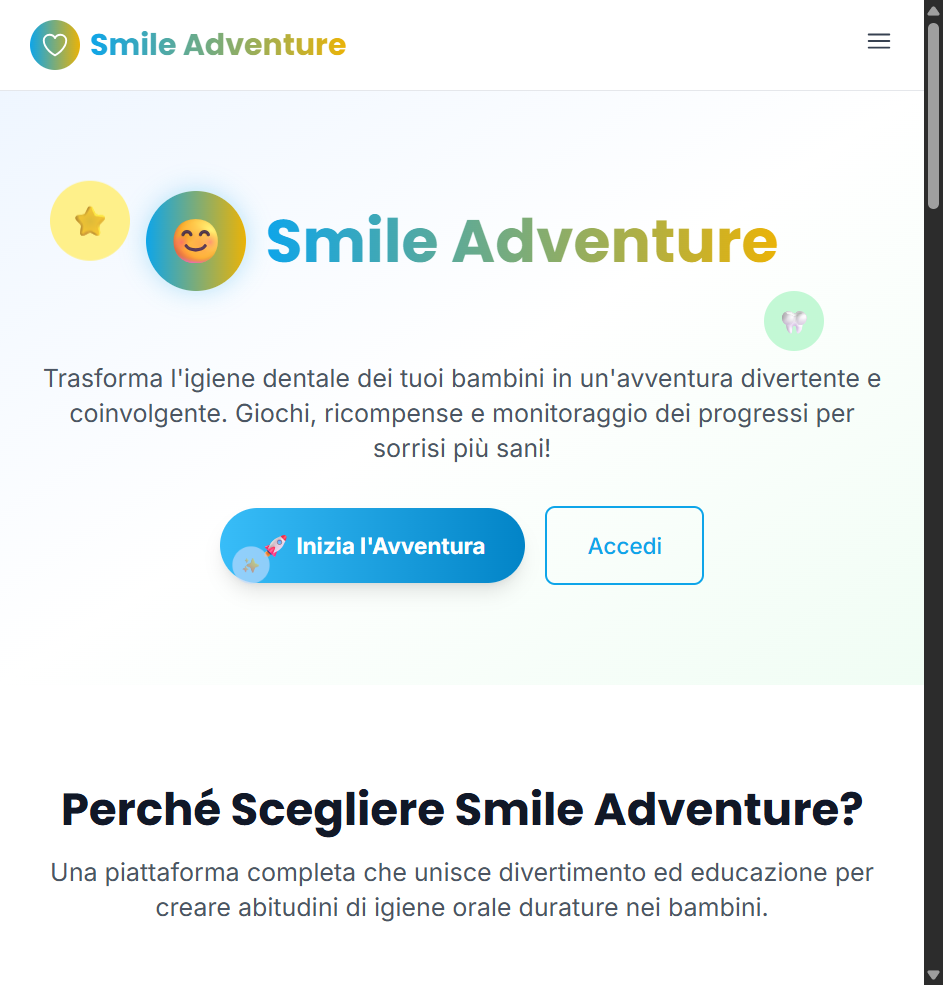 Smile Adventure
Smile Adventure
Trasforma l'igiene dentale dei tuoi bambini in un'avventura divertente e
coinvolgente. Giochi, ricompense e monitoraggio dei progressi per
sorrisi più sani!
Inizia l'Avventura
Accedi
Perché Scegliere Smile Adventure?
Una piattaforma completa che unisce divertimento ed educazione per
creare abitudini di igiene orale durature nei bambini.